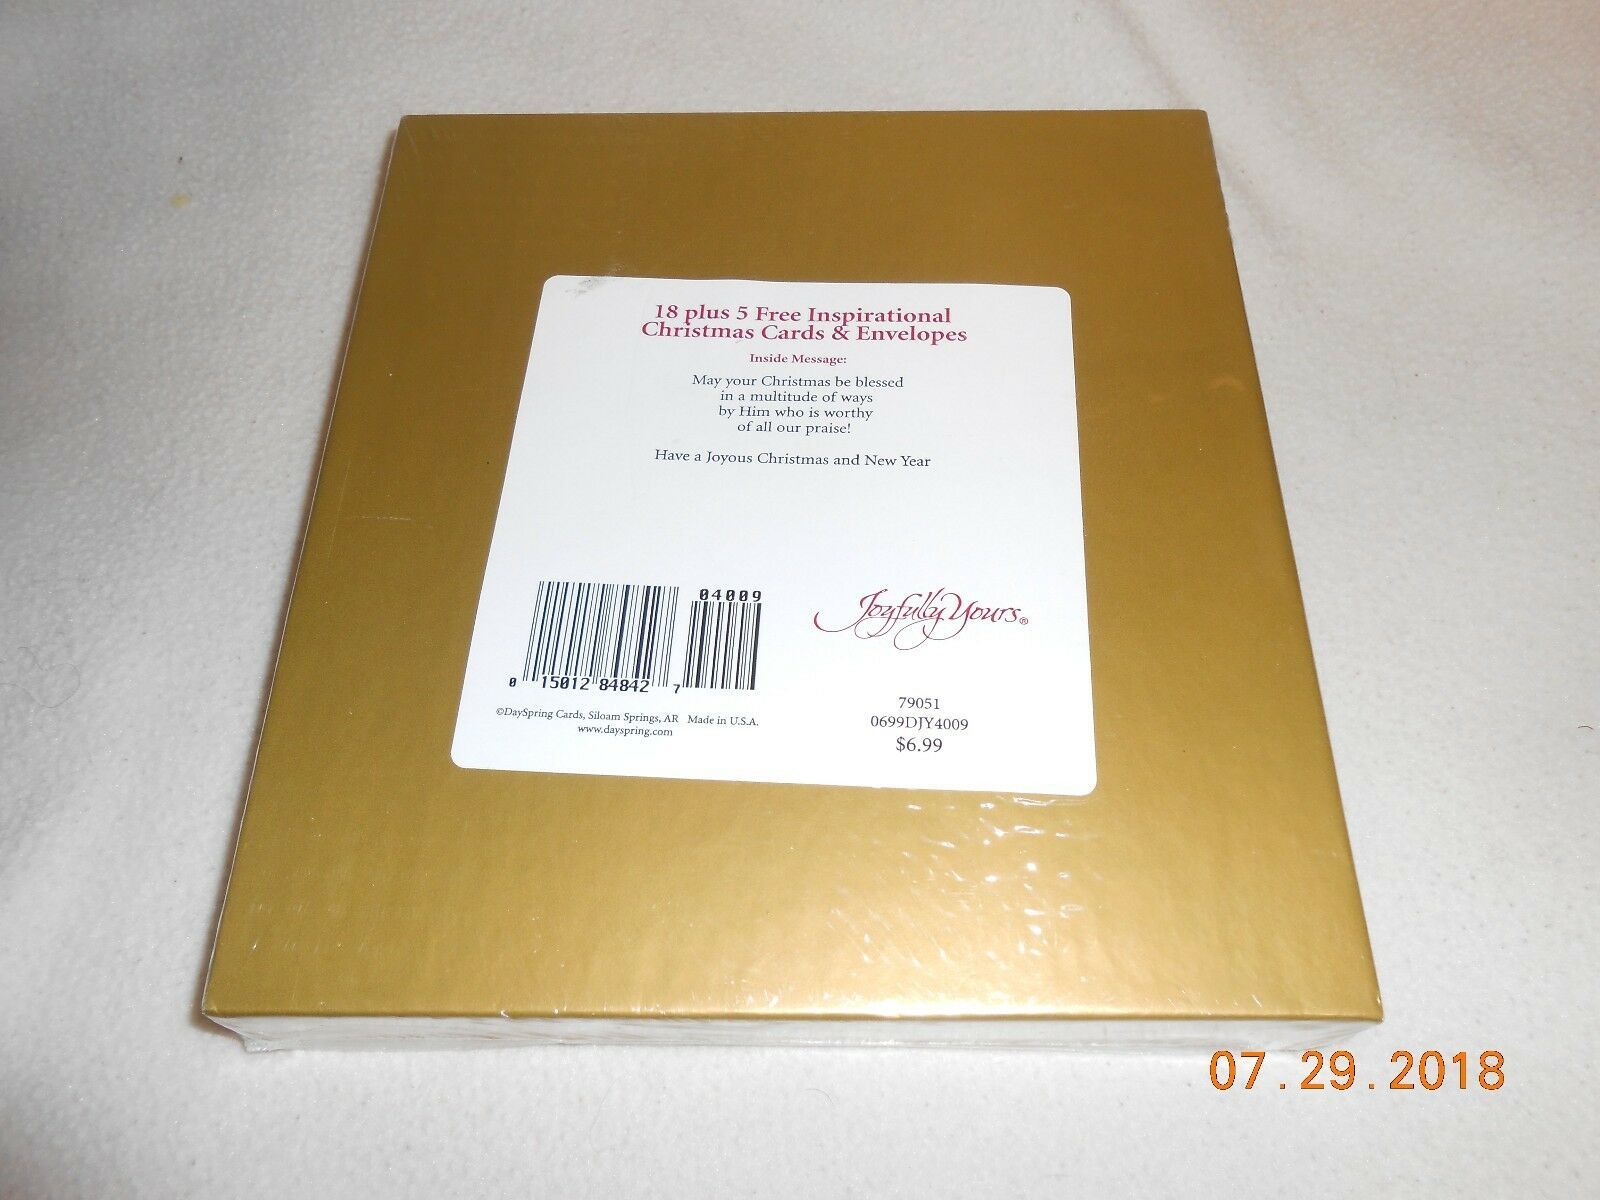 18 plus 5 Free Inspirational
Christmas Cards & Envelopes
Inside Message:
May your Christmas be blessed
in a multitude of ways
by Him who is worthy
of all our praise!
Have a Joyous Christmas and New Year
04009
0 15012 84842 7
©DaySpring Cards, Siloam Springs, AR Made in U.S.A.
www.dayspring.com
Joyfully Yours®
79051
0699DJY4009
$6.99
07.29.2018